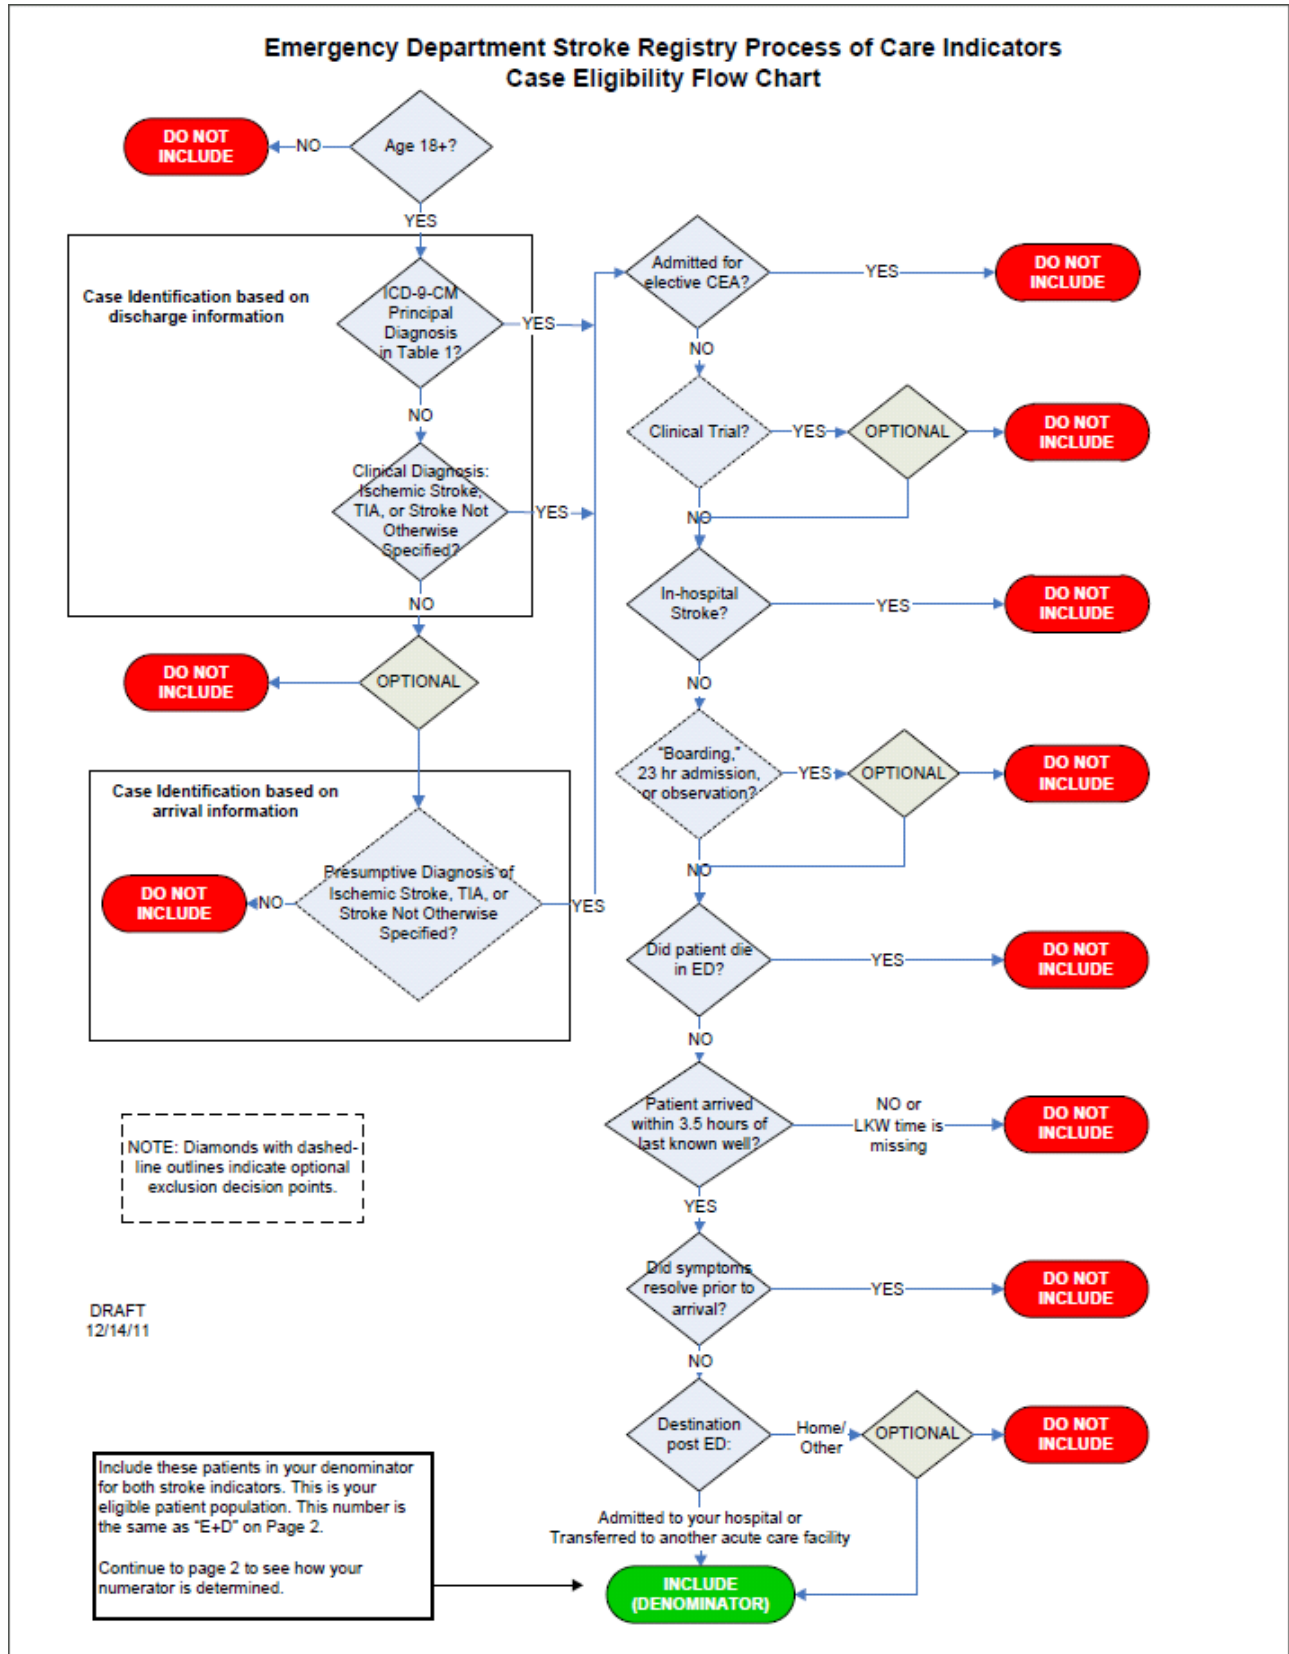 Emergency Department Stroke Registry Process of Care Indicators
Case Eligibility Flow Chart
DO NOT
INCLUDE
NO
Age 18+?
YES
Case Identification based on
discharge information
ICD-9-CM
Principal
Diagnosis
in Table 1?
YES
NO
Clinical Diagnosis:
Ischemic Stroke,
TIA, or Stroke Not
Otherwise
Specified?
YES
NO
DO NOT
INCLUDE
OPTIONAL
Case Identification based on
arrival information
DO NOT
INCLUDE
NO
Presumptive Diagnosis of
Ischemic Stroke, TIA, or
Stroke Not Otherwise
Specified?
YES
NOTE: Diamonds with dashed-
line outlines indicate optional
exclusion decision points.
DRAFT
12/14/11
Include these patients in your denominator
for both stroke indicators. This is your
eligible patient population. This number is
the same as "E+D" on Page 2.
Continue to page 2 to see how your
numerator is determined.
Admitted for
elective CEA?
YES
DO NOT
INCLUDE
NO
Clinical Trial?
YES
OPTIONAL
DO NOT
INCLUDE
NO
In-hospital
Stroke?
YES
DO NOT
INCLUDE
NO
"Boarding,"
23 hr admission,
or observation?
YES
OPTIONAL
DO NOT
INCLUDE
NO
Did patient die
in ED?
YES
DO NOT
INCLUDE
NO
Patient arrived
within 3.5 hours of
last known well?
NO or
LKW time is
missing
DO NOT
INCLUDE
YES
Did symptoms
resolve prior to
arrival?
YES
DO NOT
INCLUDE
NO
Destination
post ED:
Home/
Other
OPTIONAL
DO NOT
INCLUDE
Admitted to your hospital or
Transferred to another acute care facility
INCLUDE
(DENOMINATOR)